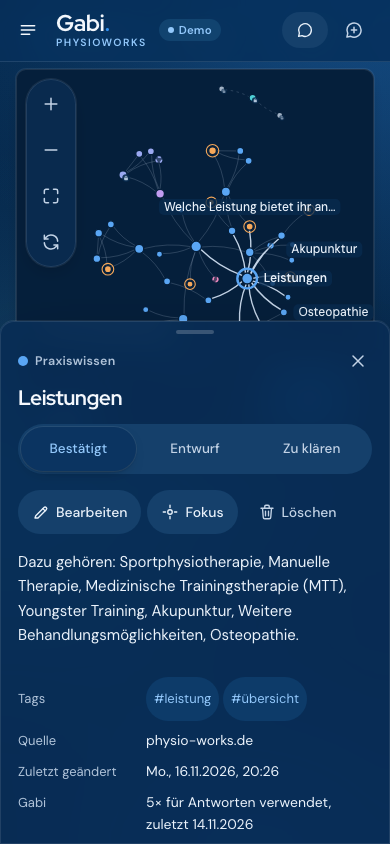 Gabi.
PHYSIOWORKS
Demo
Welche Leistung bietet ihr an...
Akupunktur
Leistungen
Osteopathie
Praxiswissen
Leistungen
Bestätigt
Entwurf
Zu klären
Bearbeiten
Fokus
Löschen
Dazu gehören: Sportphysiotherapie, Manuelle
Therapie, Medizinische Trainingstherapie (MTT),
Youngster Training, Akupunktur, Weitere
Behandlungsmöglichkeiten, Osteopathie.
Tags
#leistung
#übersicht
Quelle
physio-works.de
Zuletzt geändert
Mo., 16.11.2026, 20:26
Gabi
5× für Antworten verwendet,
zuletzt 14.11.2026